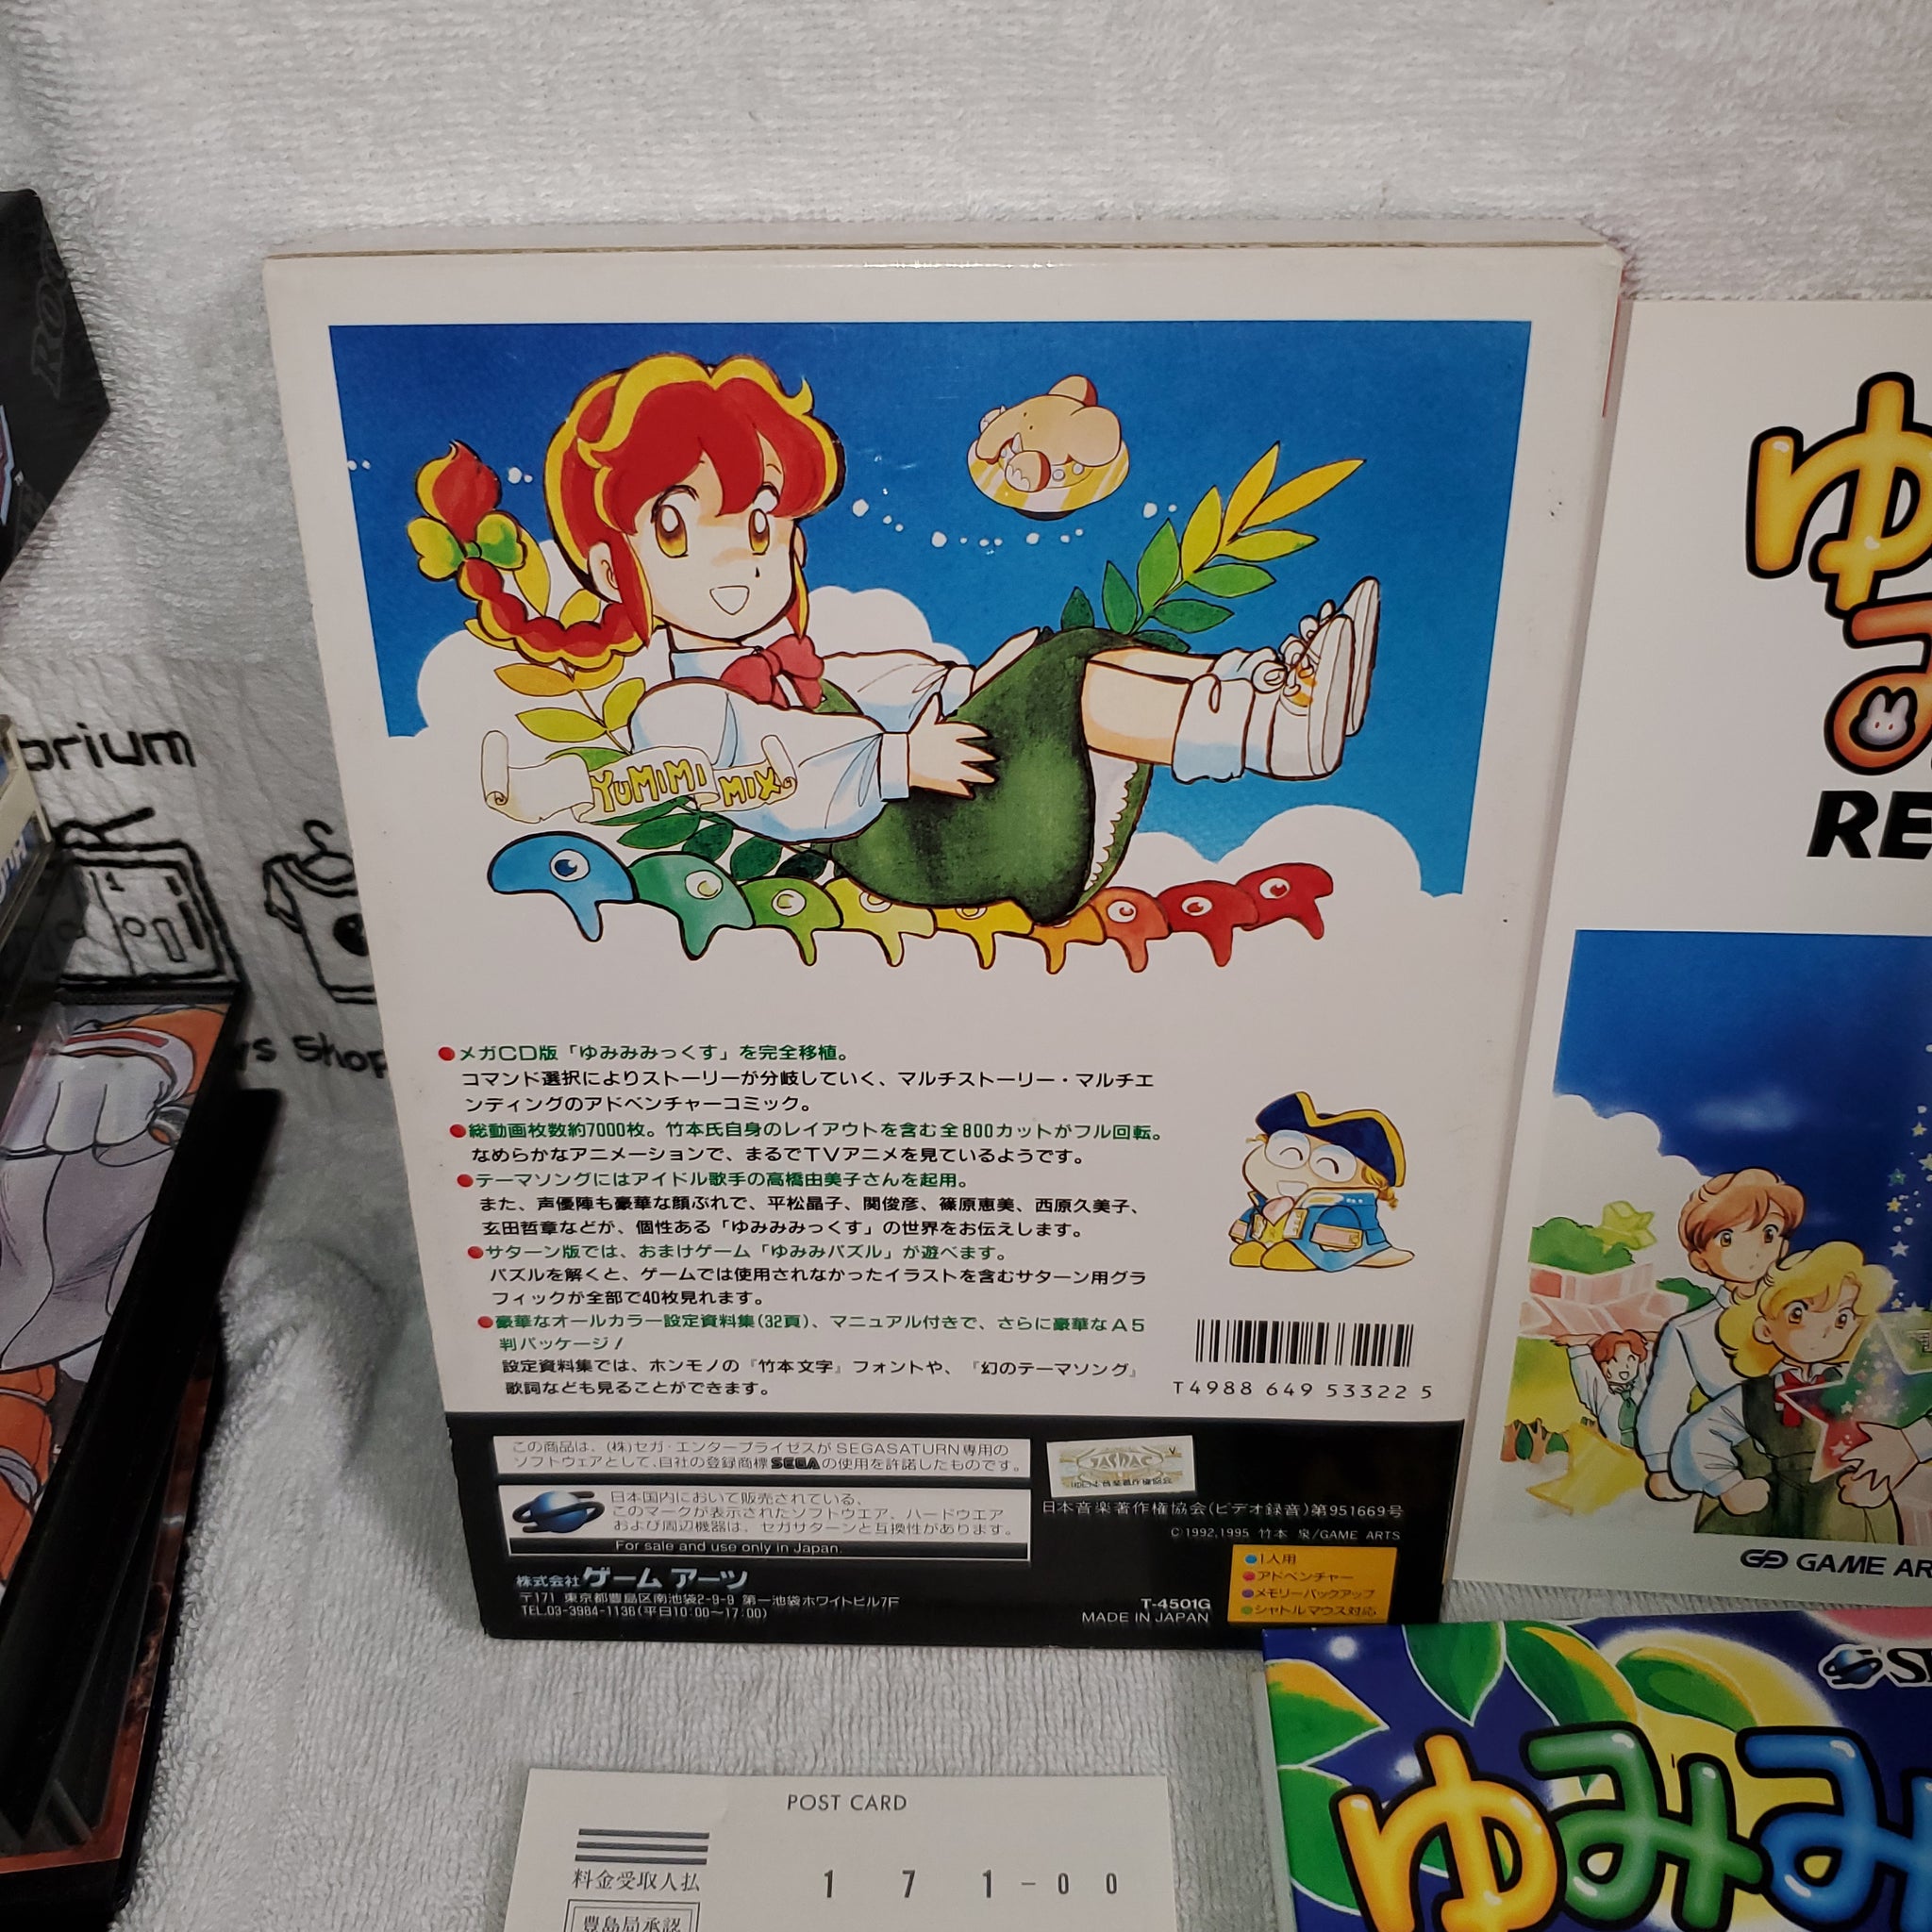 YUMIMI MIX
●メガCD版「ゆみみみっくす」を完全移植。
コマンド選択によりストーリーが分岐していく、マルチストーリー・マルチエ
ンディングのアドベンチャーコミック。
●総動画枚数約7000枚。竹本氏自身のレイアウトを含む全800カットがフル回転。
なめらかなアニメーションで、まるでTVアニメを見ているようです。
●テーマソングにはアイドル歌手の高橋由美子さんを起用。
また、声優陣も豪華な顔ぶれで、平松晶子、関俊彦、篠原恵美、西原久美子、
玄田哲章などが、個性ある「ゆみみみっくす」の世界をお伝えします。
●サターン版では、おまけゲーム「ゆみみパズル」が遊べます。
パズルを解くと、ゲームでは使用されなかったイラストを含むサターン用グラ
フィックが全部で40枚見れます。
●豪華なオールカラー設定資料集(32頁)、マニュアル付きで、さらに豪華なA5
判パッケージ!
設定資料集では、ホンモノの『竹本文字』フォントや、『幻のテーマソング』
歌詞なども見ることができます。
T4988 649 53322 5
この商品は、(株)セガ・エンタープライゼスがSEGASATURN専用の
ソフトウェアとして、自社の登録商標SEGAの使用を許諾したものです。
日本国内において販売されている、
このマークが表示されたソフトウエア、ハードウエア
および周辺機器は、セガサターンと互換性があります。
For sale and use only in Japan.
JASRAC
日本音楽著作権協会(ビデオ録音)第951669号
©1992,1995 竹本 泉/GAME ARTS
株式会社ゲームアーツ
〒171 東京都豊島区南池袋2-9-9 第一池袋ホワイトビル7F
TEL.03-3984-1136(平日10:00~17:00)
T-4501G
MADE IN JAPAN
●1人用
●アドベンチャー
●メモリーバックアップ
●シャトルマウス対応
ゆ
RE
GAME AR
ゆみみ
POST CARD
料金受取人払
171-00
豊島局承認
orium
ys Shop